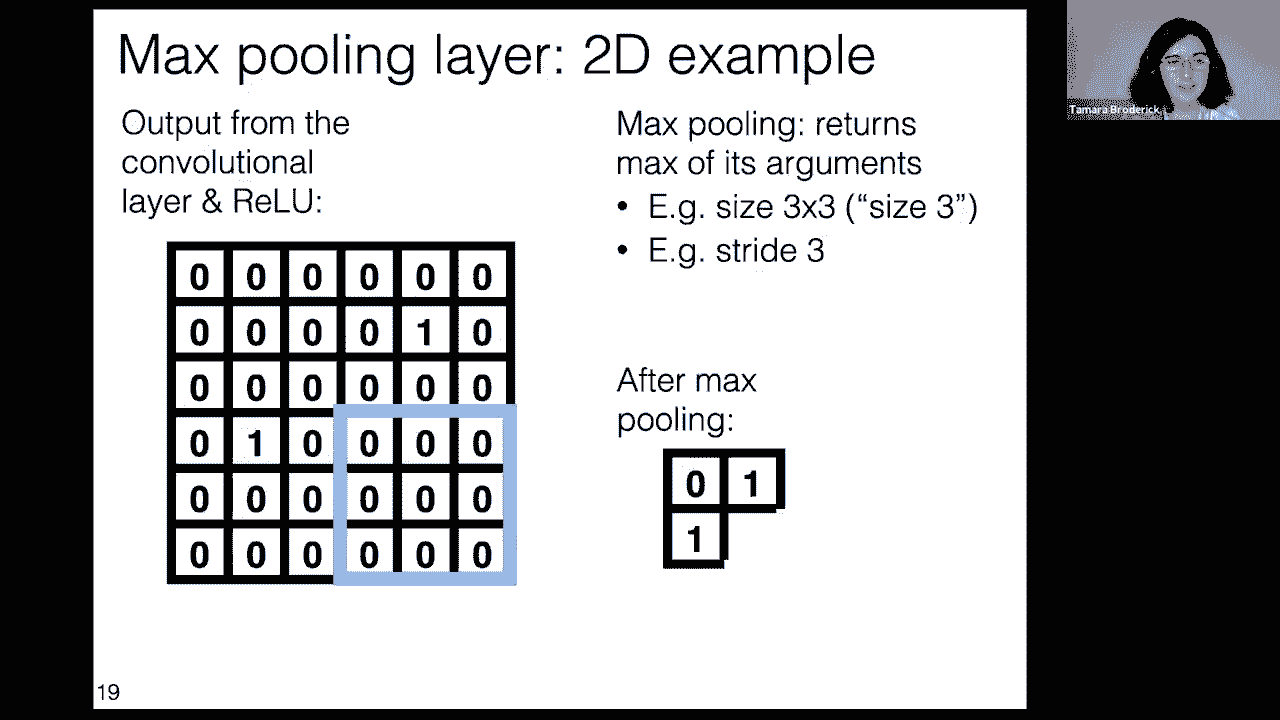 Max pooling layer: 2D example
Tamara Broderick
Output from the
convolutional
layer & ReLU:
Max pooling: returns
max of its arguments
• E.g. size 3x3 (“size 3”)
• E.g. stride 3
0 0 0 0 0 0
0 0 0 0 1 0
0 0 0 0 0 0
0 1 0 0 0 0
0 0 0 0 0 0
0 0 0 0 0 0
After max
pooling:
0 1
1
19